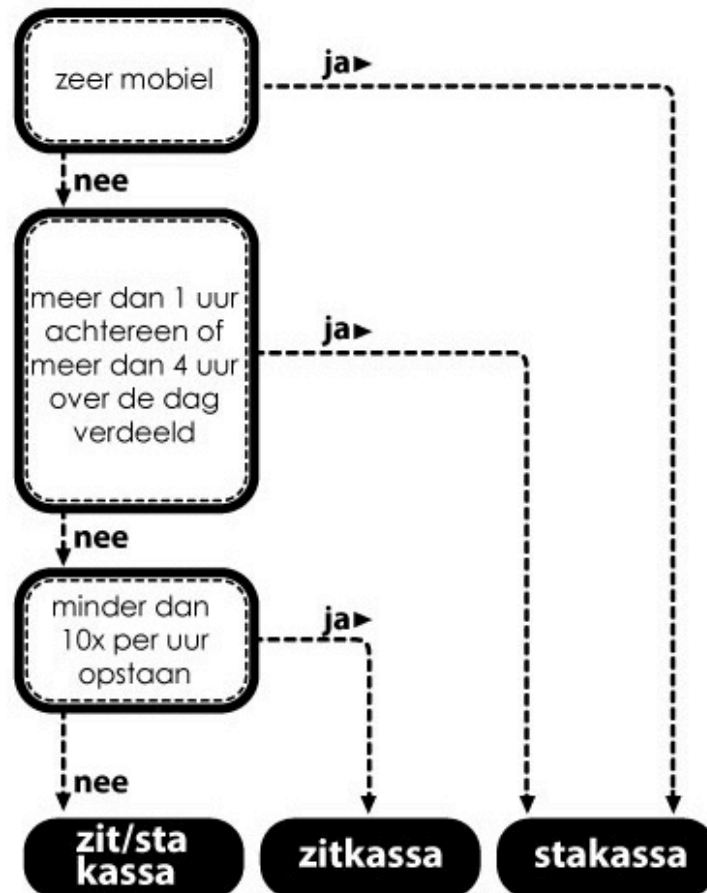 zeer mobiel
ja►
nee
meer dan 1 uur
achtereen of
meer dan 4 uur
over de dag
verdeeld
ja►
nee
minder dan
10x per uur
opstaan
ja►
nee
zit/sta
kassa
zitkassa
stakassa